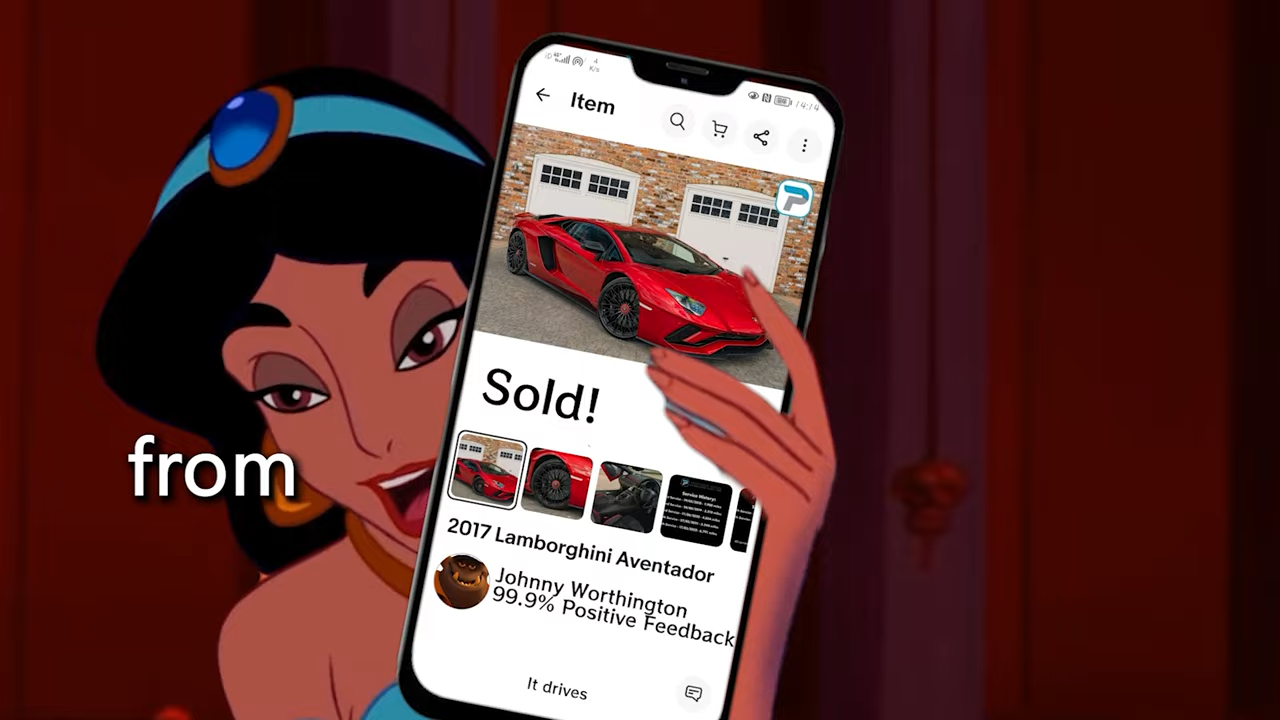 Item
Sold!
from
2017 Lamborghini Aventador
Johnny Worthington
99.9% Positive Feedback
It drives